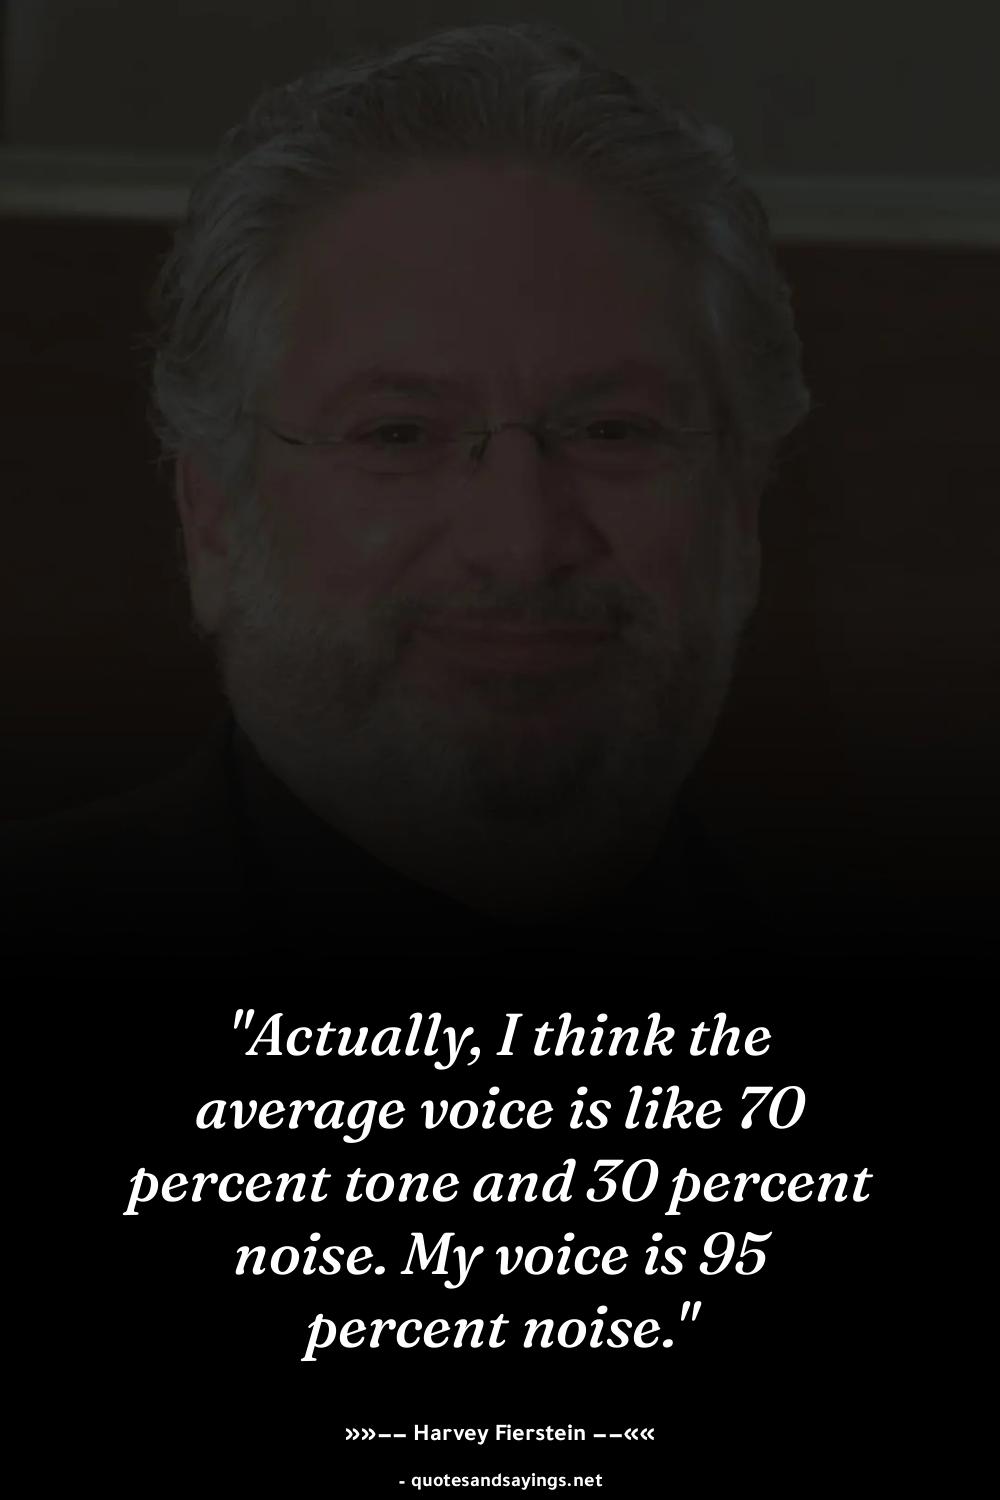 "Actually, I think the
average voice is like 70
percent tone and 30 percent
noise. My voice is 95
percent noise."
»»–– Harvey Fierstein ––««
- quotesandsayings.net